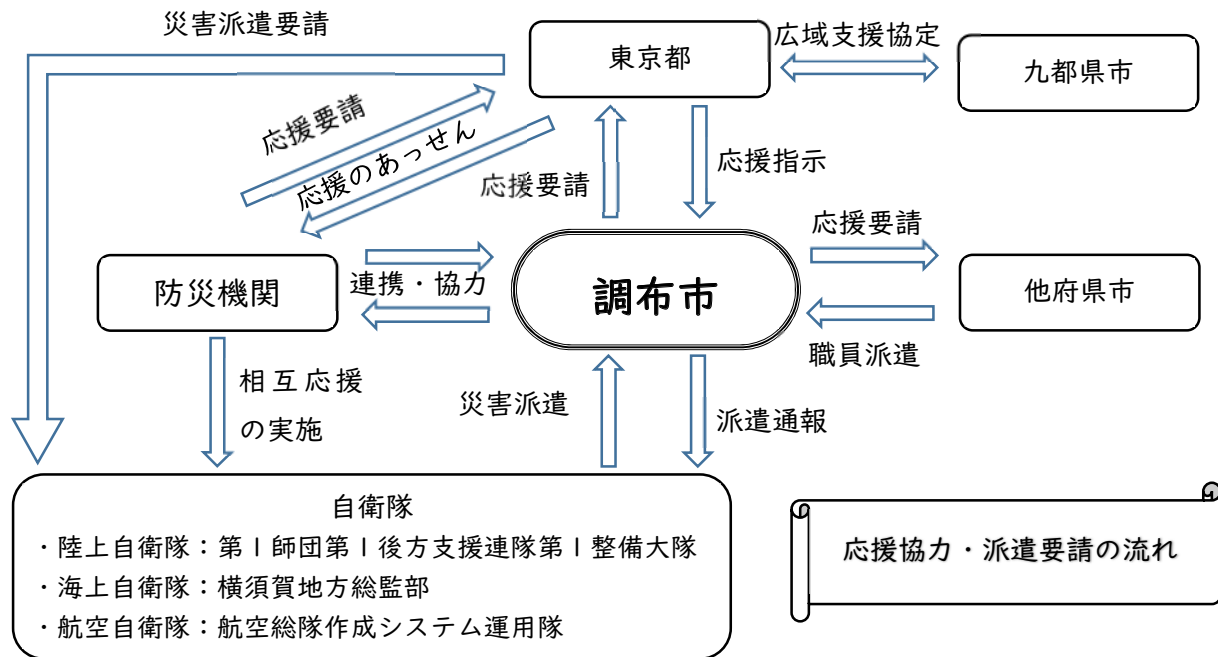 災害派遣要請
東京都
広域支援協定
九都県市
応援要請
応援のあっせん
応援要請
応援指示
応援要請
防災機関
連携・協力
調布市
他府県市
職員派遣
相互応援
の実施
災害派遣
派遣通報
自衛隊
・陸上自衛隊：第1師団第1後方支援連隊第1整備大隊
・海上自衛隊：横須賀地方総監部
・航空自衛隊：航空総隊作成システム運用隊
応援協力・派遣要請の流れ